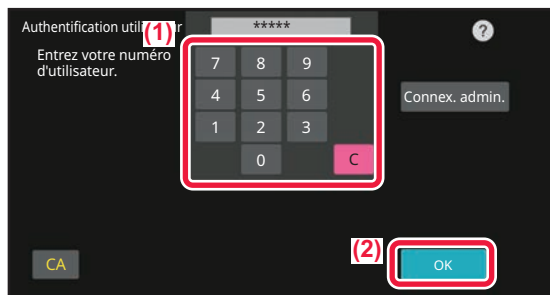 Authentification utilisateur
(1)
*****
?
Entrez votre numéro
d'utilisateur.
7 8 9
4 5 6
Connex. admin.
1 2 3
0 C
(2)
CA
OK